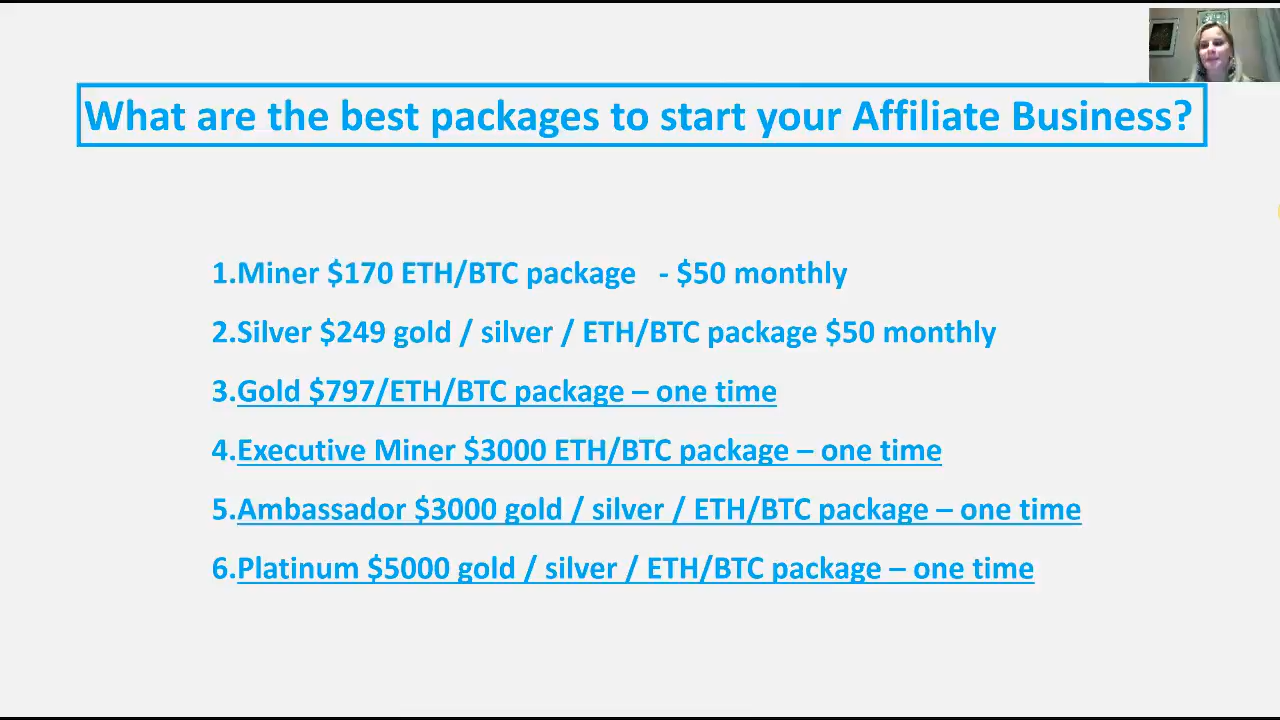 What are the best packages to start your Affiliate Business?
1.Miner $170 ETH/BTC package - $50 monthly
2.Silver $249 gold / silver / ETH/BTC package $50 monthly
3.Gold $797/ETH/BTC package – one time
4.Executive Miner $3000 ETH/BTC package – one time
5.Ambassador $3000 gold / silver / ETH/BTC package – one time
6.Platinum $5000 gold / silver / ETH/BTC package – one time